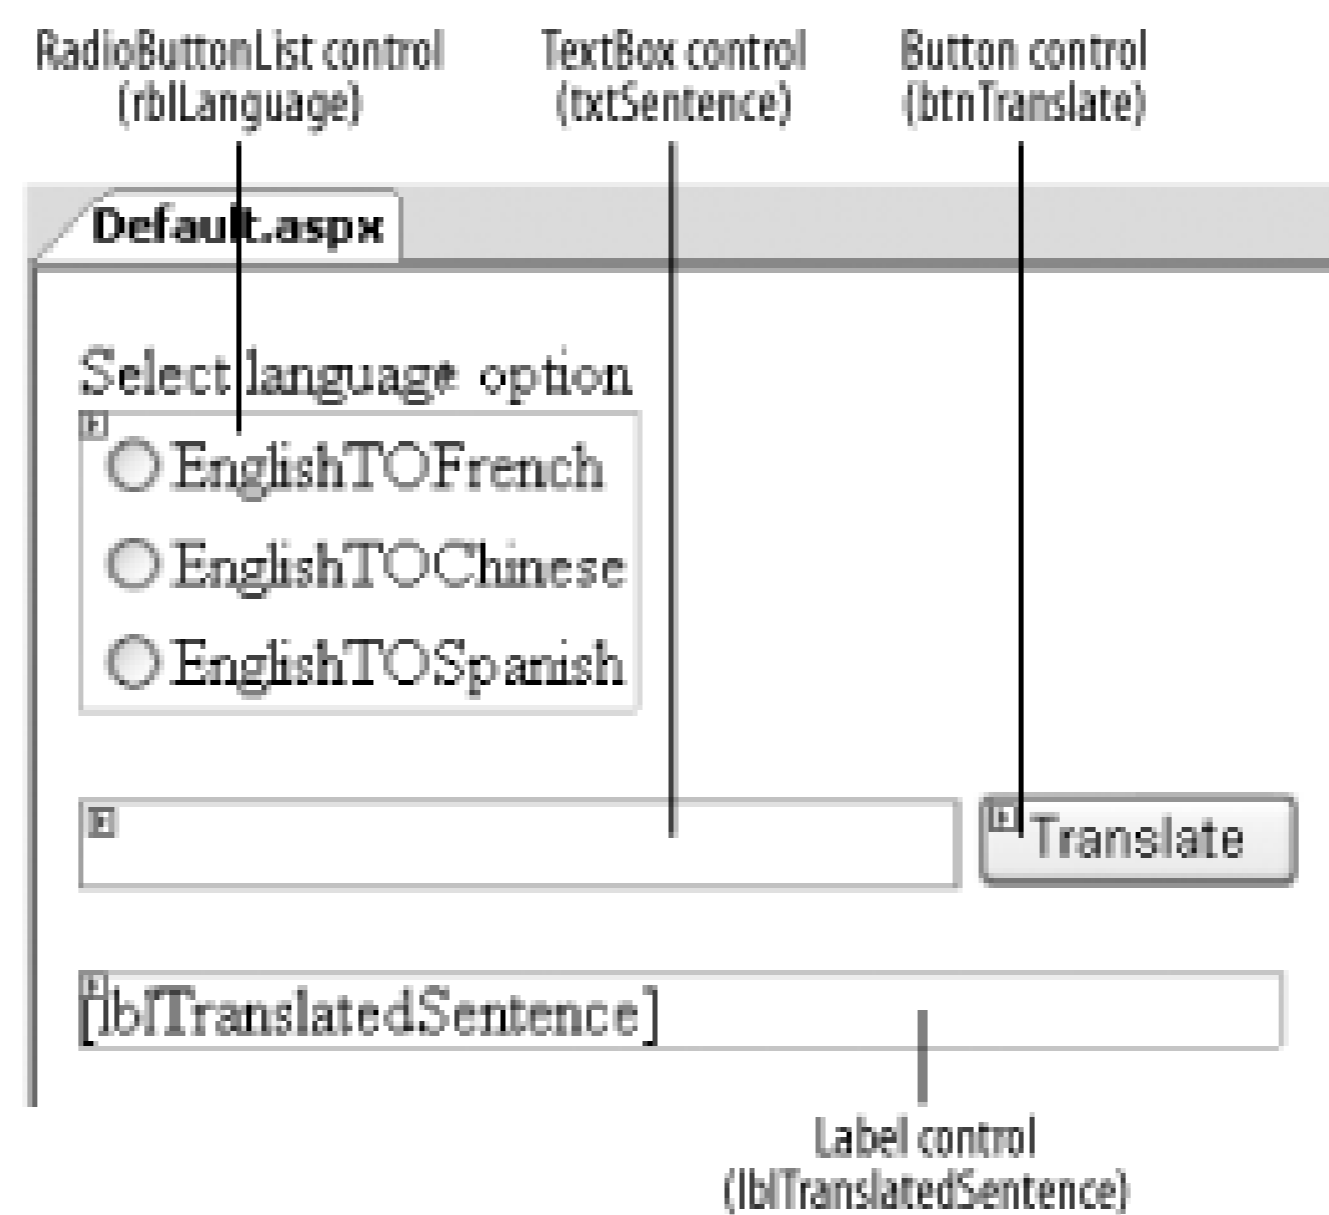 RadioButtonList control
(rblLanguage)
TextBox control
(txtSentence)
Button control
(btnTranslate)
Default.aspx
Select language option
EnglishTOFrench
EnglishTOChinese
EnglishTOSpanish
Translate
[lblTranslatedSentence]
Label control
(lblTranslatedSentence)